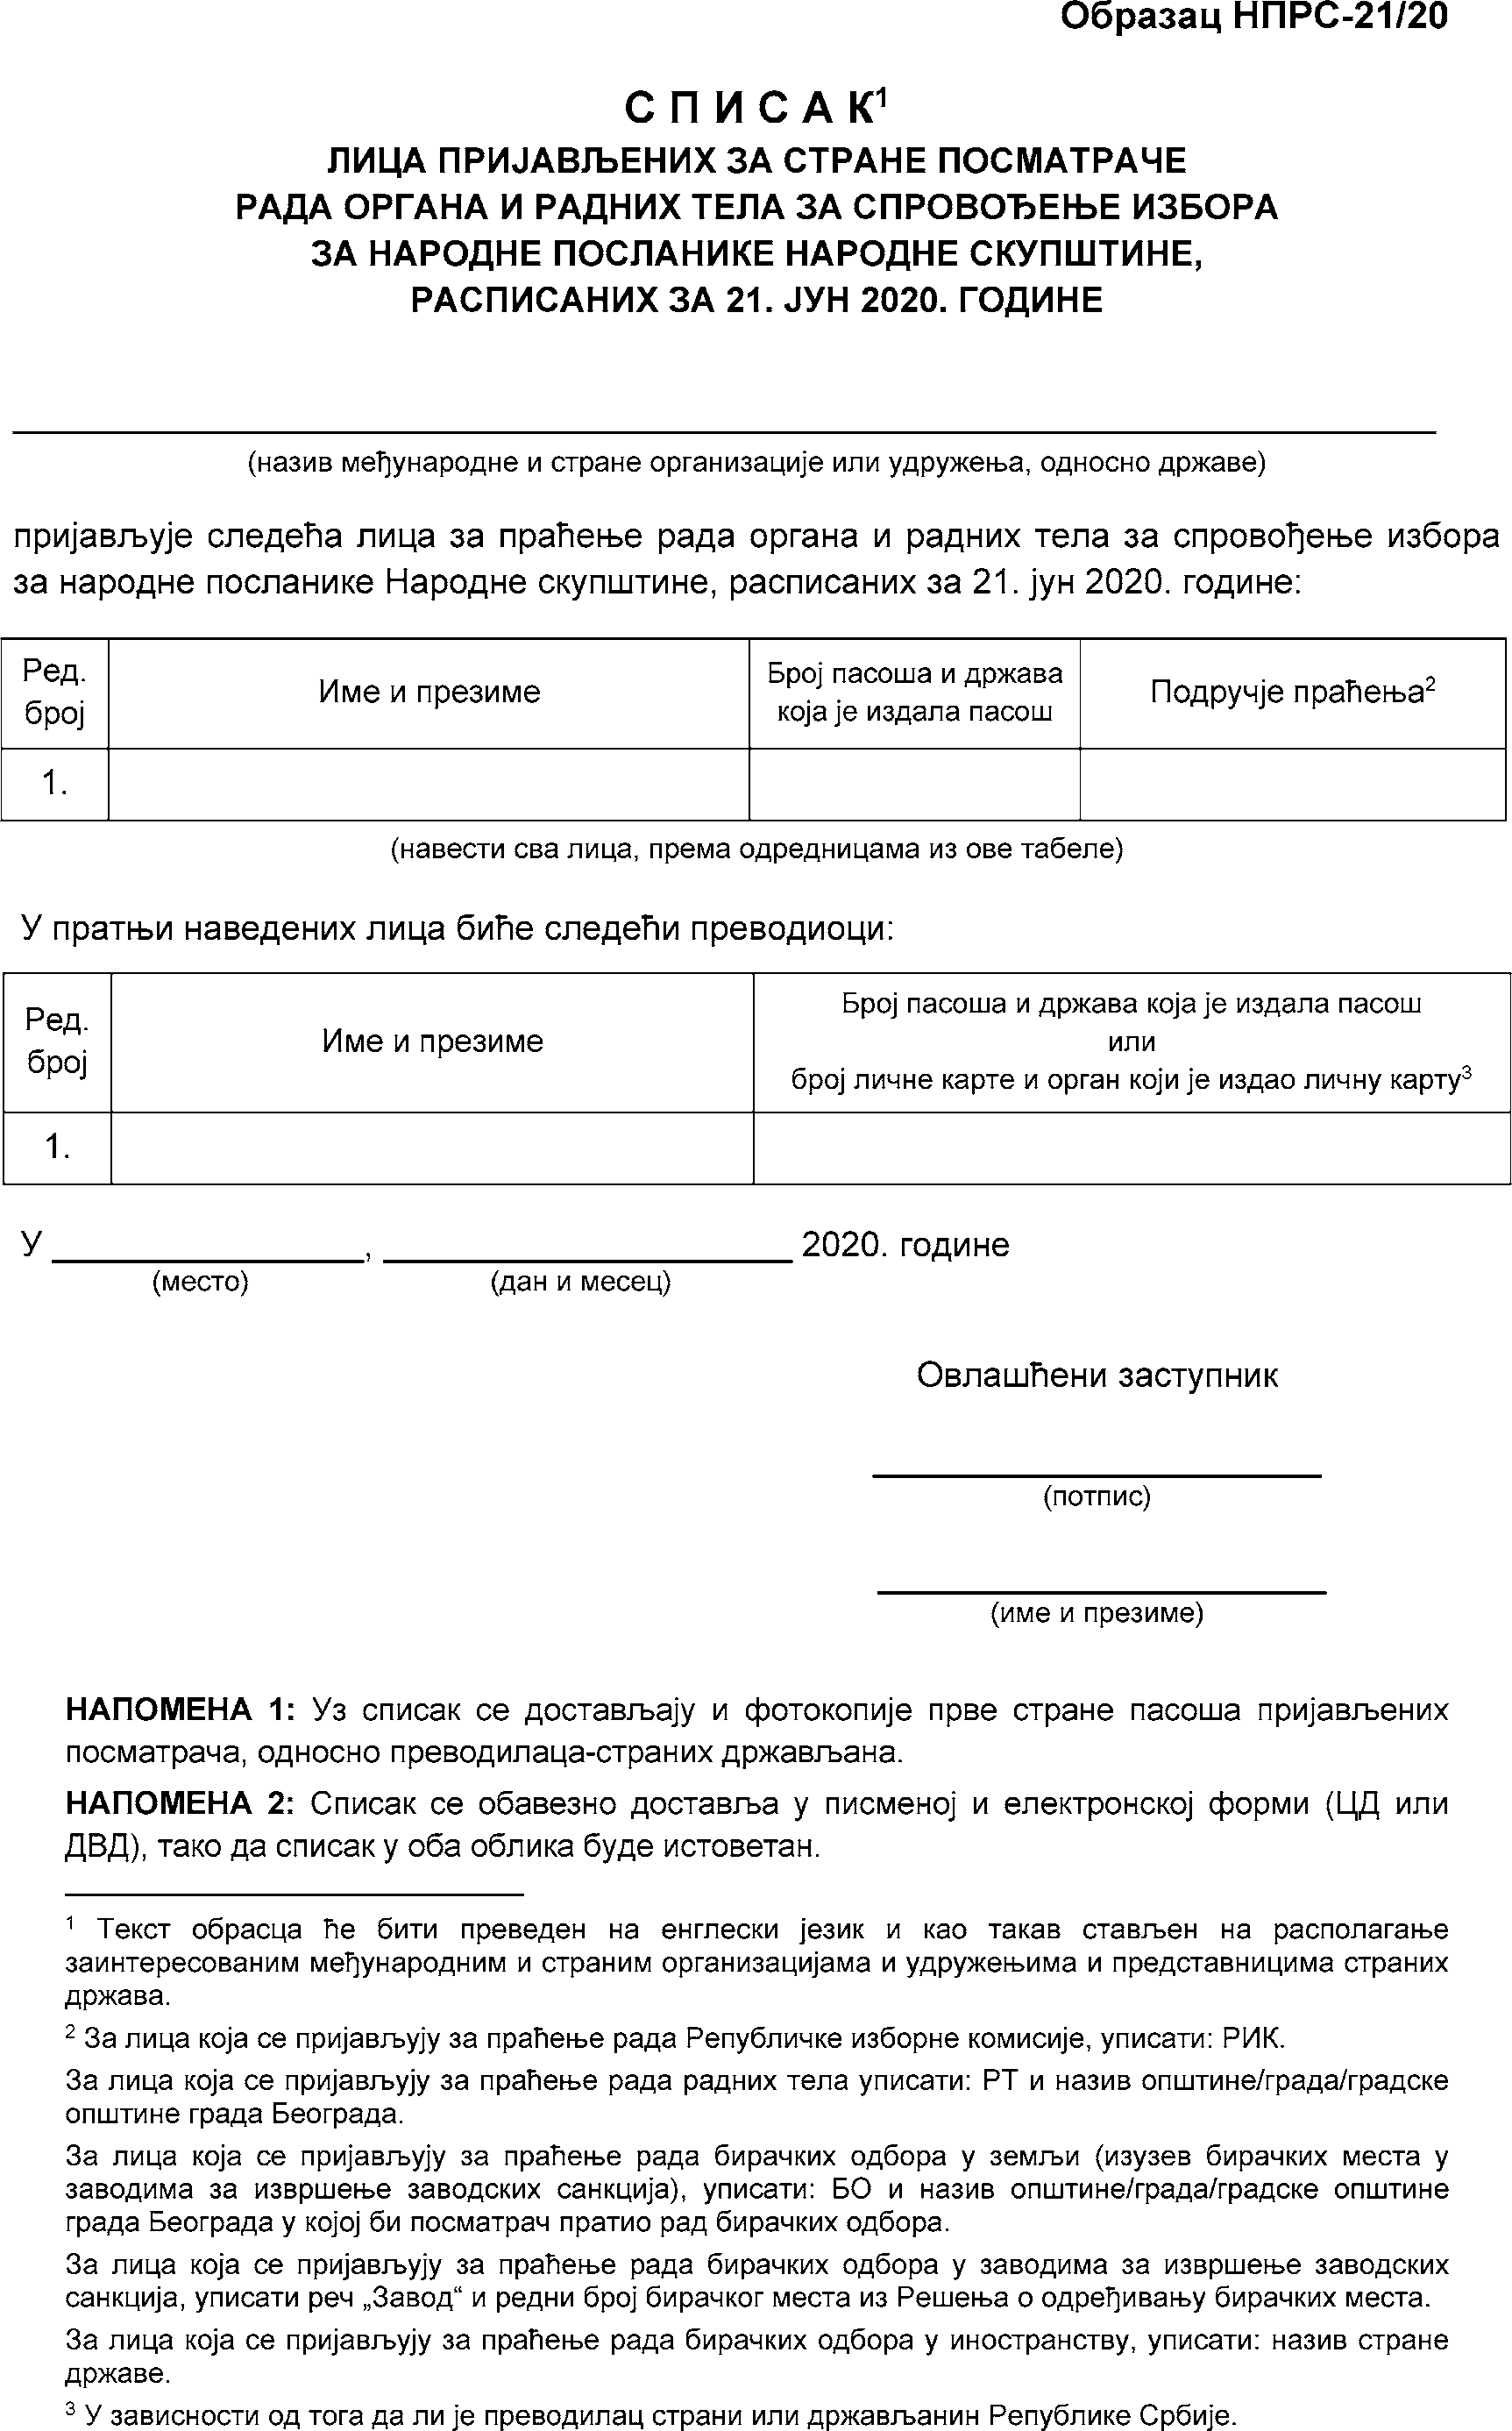 Образац НПРС-21/20
С П И С А К¹
ЛИЦА ПРИЈАВЉЕНИХ ЗА СТРАНЕ ПОСМАТРАЧЕ
РАДА ОРГАНА И РАДНИХ ТЕЛА ЗА СПРОВОЂЕЊЕ ИЗБОРА
ЗА НАРОДНЕ ПОСЛАНИКЕ НАРОДНЕ СКУПШТИНЕ,
РАСПИСАНИХ ЗА 21. ЈУН 2020. ГОДИНЕ
(назив међународне и стране организације или удружења, односно државе)
пријављује следећа лица за праћење рада органа и радних тела за спровођење избора
за народне посланике Народне скупштине, расписаних за 21. јун 2020. године:
Ред.
број
Име и презиме
Број пасоша и држава
која је издала пасош
Подручје праћења²
1.
(навести сва лица, према одредницама из ове табеле)
У пратњи наведених лица биће следећи преводиоци:
Ред.
број
Име и презиме
Број пасоша и држава која је издала пасош
или
број личне карте и орган који је издао личну карту³
1.
У ________________, _____________________ 2020. године
(место) (дан и месец)
Овлашћени заступник
(потпис)
(име и презиме)
НАПОМЕНА 1: Уз списак се достављају и фотокопије прве стране пасоша пријављених
посматрача, односно преводилаца-страних држављана.
НАПОМЕНА 2: Списак се обавезно доставља у писменој и електронској форми (ЦД или
ДВД), тако да списак у оба облика буде истоветан.
¹ Текст обрасца ће бити преведен на енглески језик и као такав стављен на располагање
заинтересованим међународним и страним организацијама и удружењима и представницима страних
држава.
² За лица која се пријављују за праћење рада Републичке изборне комисије, уписати: РИК.
За лица која се пријављују за праћење рада радних тела уписати: РТ и назив општине/града/градске
општине града Београда.
За лица која се пријављују за праћење рада бирачких одбора у земљи (изузев бирачких места у
заводима за извршење заводских санкција), уписати: БО и назив општине/града/градске општине
града Београда у којој би посматрач пратио рад бирачких одбора.
За лица која се пријављују за праћење рада бирачких одбора у заводима за извршење заводских
санкција, уписати реч „Завод“ и редни број бирачког места из Решења о одређивању бирачких места.
За лица која се пријављују за праћење рада бирачких одбора у иностранству, уписати: назив стране
државе.
³ У зависности од тога да ли је преводилац страни или држављанин Републике Србије.